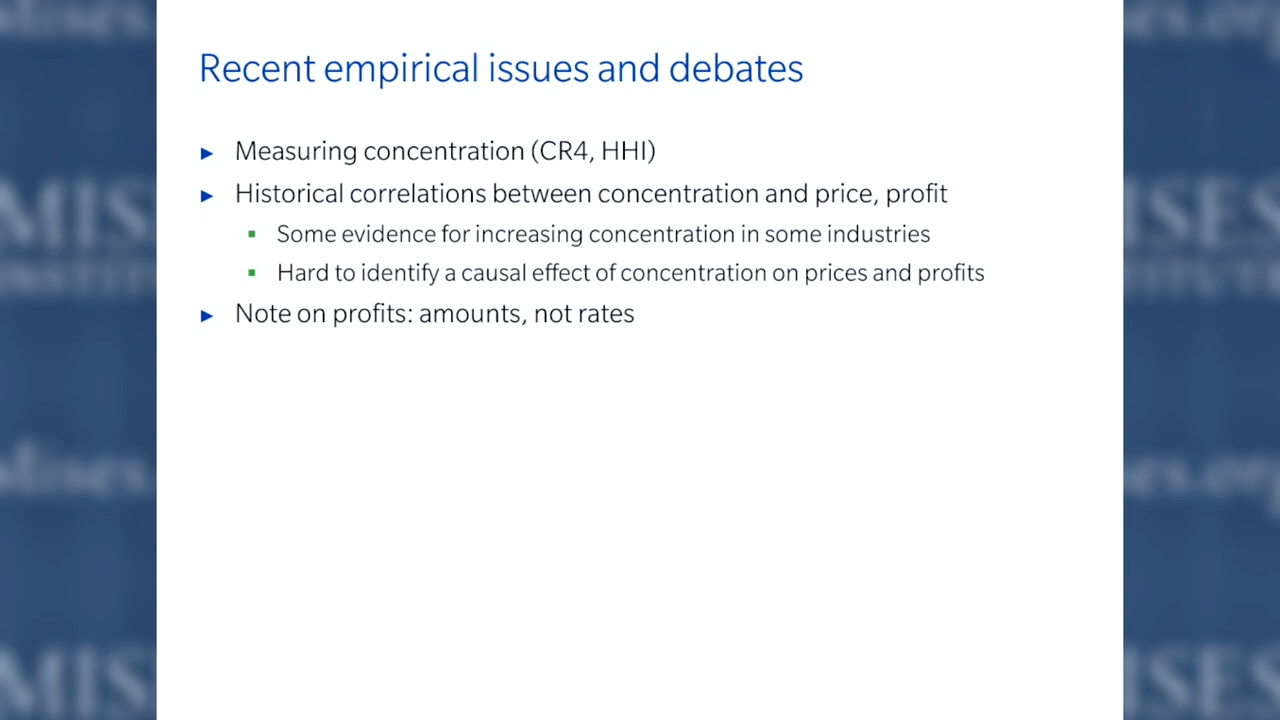 Recent empirical issues and debates
Measuring concentration (CR4, HHI)
Historical correlations between concentration and price, profit
Some evidence for increasing concentration in some industries
Hard to identify a causal effect of concentration on prices and profits
Note on profits: amounts, not rates